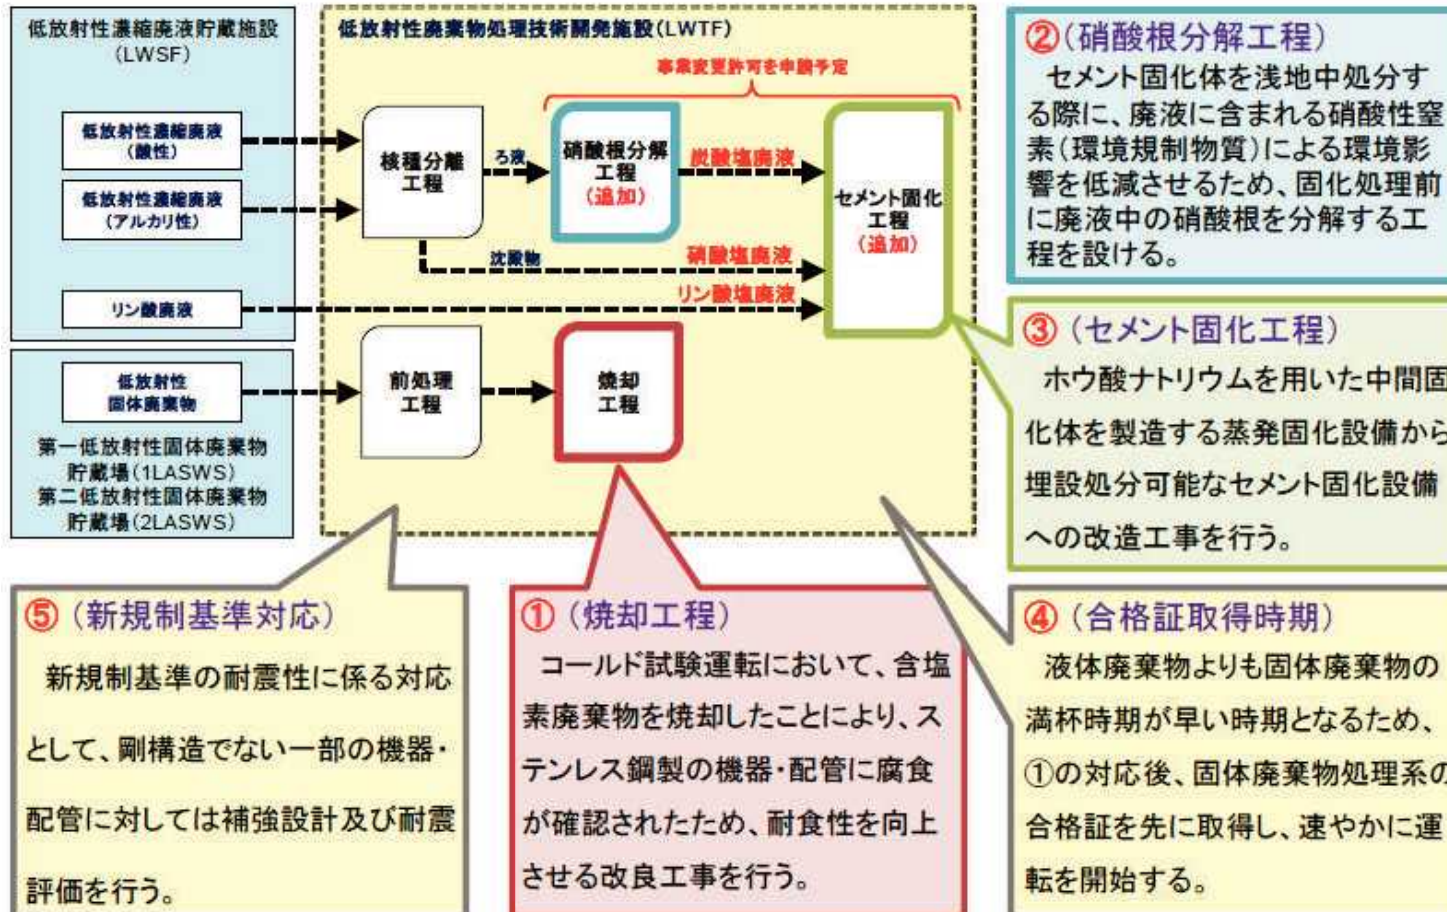 低放射性濃縮廃液貯蔵施設
(LWSF)
低放射性濃縮廃液
(酸性)
低放射性濃縮廃液
(アルカリ性)
リン酸廃液
低放射性
固体廃棄物
第一低放射性固体廃棄物
貯蔵場(1LASWS)
第二低放射性固体廃棄物
貯蔵場(2LASWS)
低放射性廃棄物処理技術開発施設(LWTF)
事業変更許可を申請予定
核種分離
工程
ろ液
硝酸根分解
工程
(追加)
炭酸塩廃液
セメント固化
工程
(追加)
沈殿物
硝酸塩廃液
リン酸塩廃液
前処理
工程
焼却
工程
②(硝酸根分解工程)
セメント固化体を浅地中処分す
る際に、廃液に含まれる硝酸性窒
素(環境規制物質)による環境影
響を低減させるため、固化処理前
に廃液中の硝酸根を分解する工
程を設ける。
③(セメント固化工程)
ホウ酸ナトリウムを用いた中間固
化体を製造する蒸発固化設備から
埋設処分可能なセメント固化設備
への改造工事を行う。
⑤(新規制基準対応)
新規制基準の耐震性に係る対応
として、剛構造でない一部の機器・
配管に対しては補強設計及び耐震
評価を行う。
①(焼却工程)
コールド試験運転において、含塩
素廃棄物を焼却したことにより、ス
テンレス鋼製の機器・配管に腐食
が確認されたため、耐食性を向上
させる改良工事を行う。
④(合格証取得時期)
液体廃棄物よりも固体廃棄物の
満杯時期が早い時期となるため、
①の対応後、固体廃棄物処理系の
合格証を先に取得し、速やかに運
転を開始する。